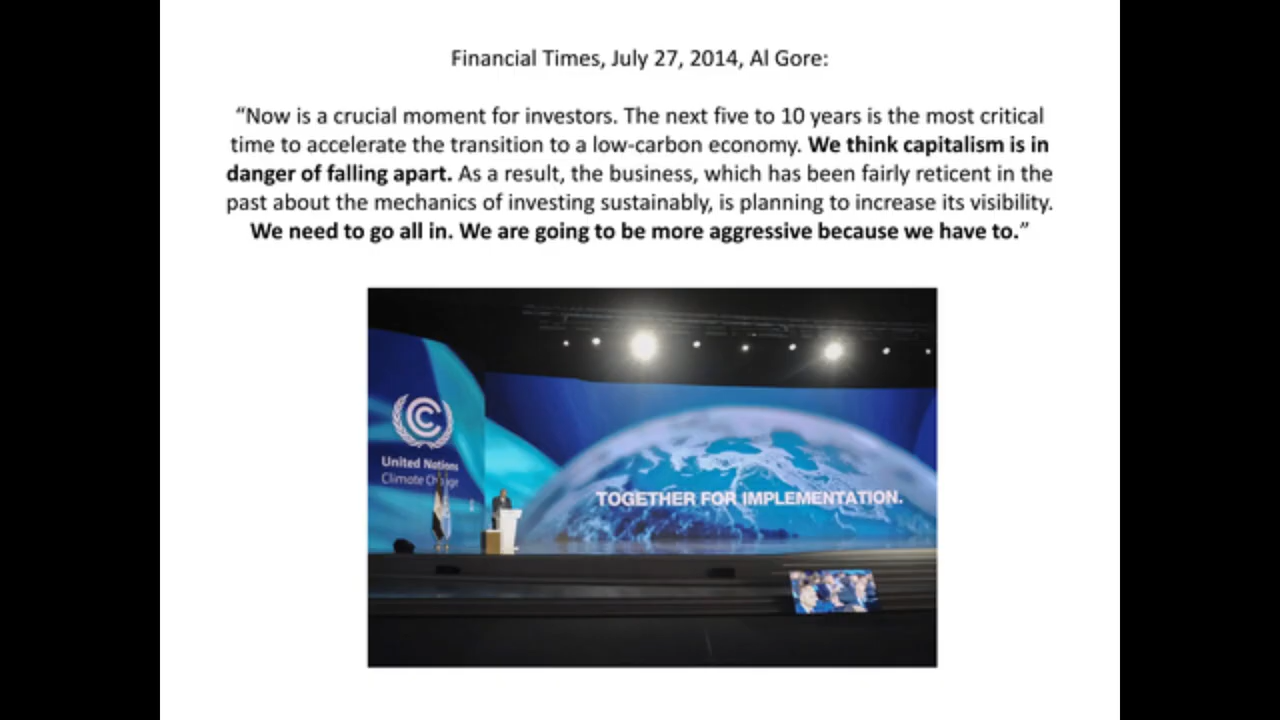 Financial Times, July 27, 2014, Al Gore:
“Now is a crucial moment for investors. The next five to 10 years is the most critical
time to accelerate the transition to a low-carbon economy. We think capitalism is in
danger of falling apart. As a result, the business, which has been fairly reticent in the
past about the mechanics of investing sustainably, is planning to increase its visibility.
We need to go all in. We are going to be more aggressive because we have to.”
United Nations
Climate Change
TOGETHER FOR IMPLEMENTATION.